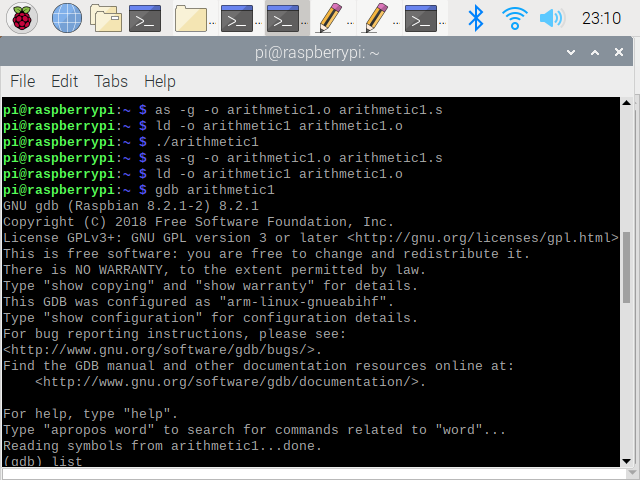 23:10
pi@raspberrypi: ~
File Edit Tabs Help
pi@raspberrypi:~ $ as -g -o arithmetic1.o arithmetic1.s
pi@raspberrypi:~ $ ld -o arithmetic1 arithmetic1.o
pi@raspberrypi:~ $ ./arithmetic1
pi@raspberrypi:~ $ as -g -o arithmetic1.o arithmetic1.s
pi@raspberrypi:~ $ ld -o arithmetic1 arithmetic1.o
pi@raspberrypi:~ $ gdb arithmetic1
GNU gdb (Raspbian 8.2.1-2) 8.2.1
Copyright (C) 2018 Free Software Foundation, Inc.
License GPLv3+: GNU GPL version 3 or later <http://gnu.org/licenses/gpl.html>
This is free software: you are free to change and redistribute it.
There is NO WARRANTY, to the extent permitted by law.
Type "show copying" and "show warranty" for details.
This GDB was configured as "arm-linux-gnueabihf".
Type "show configuration" for configuration details.
For bug reporting instructions, please see:
<http://www.gnu.org/software/gdb/bugs/>.
Find the GDB manual and other documentation resources online at:
    <http://www.gnu.org/software/gdb/documentation/>.

For help, type "help".
Type "apropos word" to search for commands related to "word"...
Reading symbols from arithmetic1...done.
(gdb) list